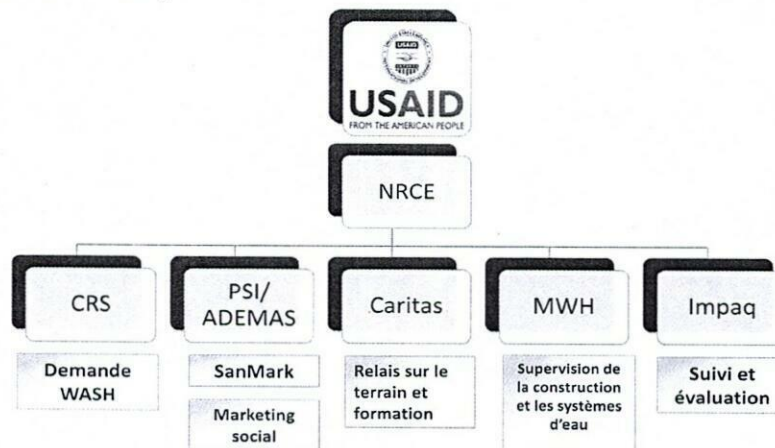 USAID
USAID
FROM THE AMERICAN PEOPLE
NRCE
CRS
PSI/
ADEMAS
Caritas
MWH
Impaq
Demande
WASH
SanMark
Marketing
social
Relais sur le
terrain et
formation
Supervision de
la construction
et les systèmes
d'eau
Suivi et
évaluation